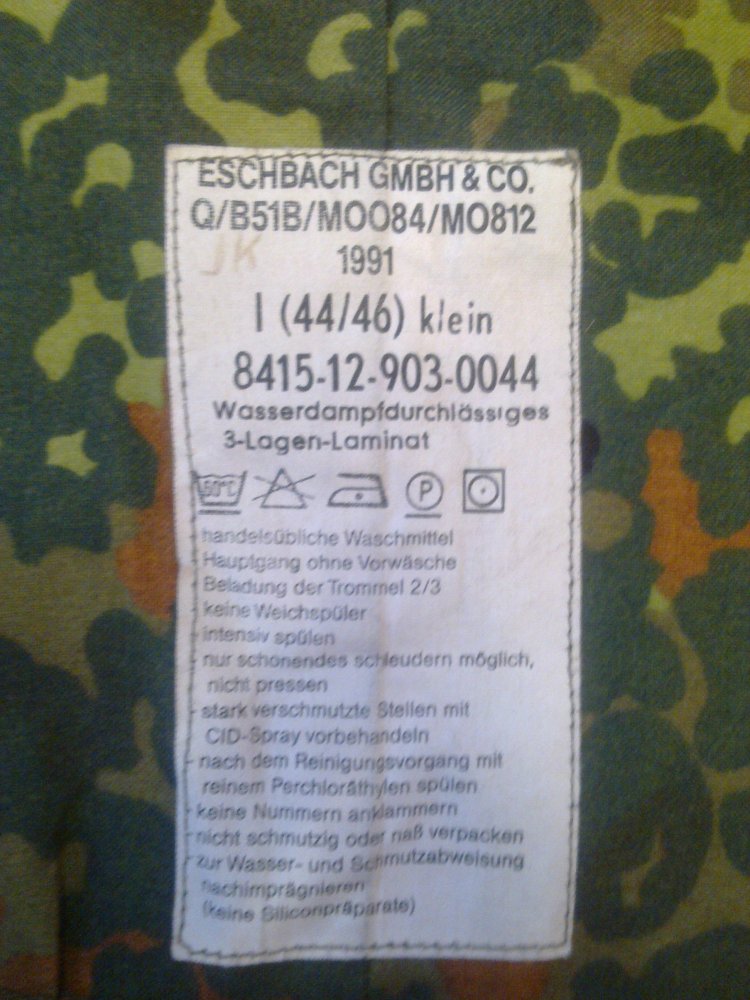 ESCHBACH GMBH & CO.
Q/B51B/MOO84/MO812
JK
1991
I (44/46) klein
8415-12-903-0044
Wasserdampfdurchlässiges
3-Lagen-Laminat
60°C P
- handelsübliche Waschmittel
- Hauptgang ohne Vorwäsche
- Beladung der Trommel 2/3
- keine Weichspüler
- intensiv spülen
- nur schonendes schleudern möglich,
nicht pressen
- stark verschmutzte Stellen mit
CID-Spray vorbehandeln
- nach dem Reinigungsvorgang mit
reinem Perchloräthylen spülen
- keine Nummern anklammern
- nicht schmutzig oder naß verpacken
- zur Wasser- und Schmutzabweisung
nachimprägnieren
(keine Siliconpräparate)